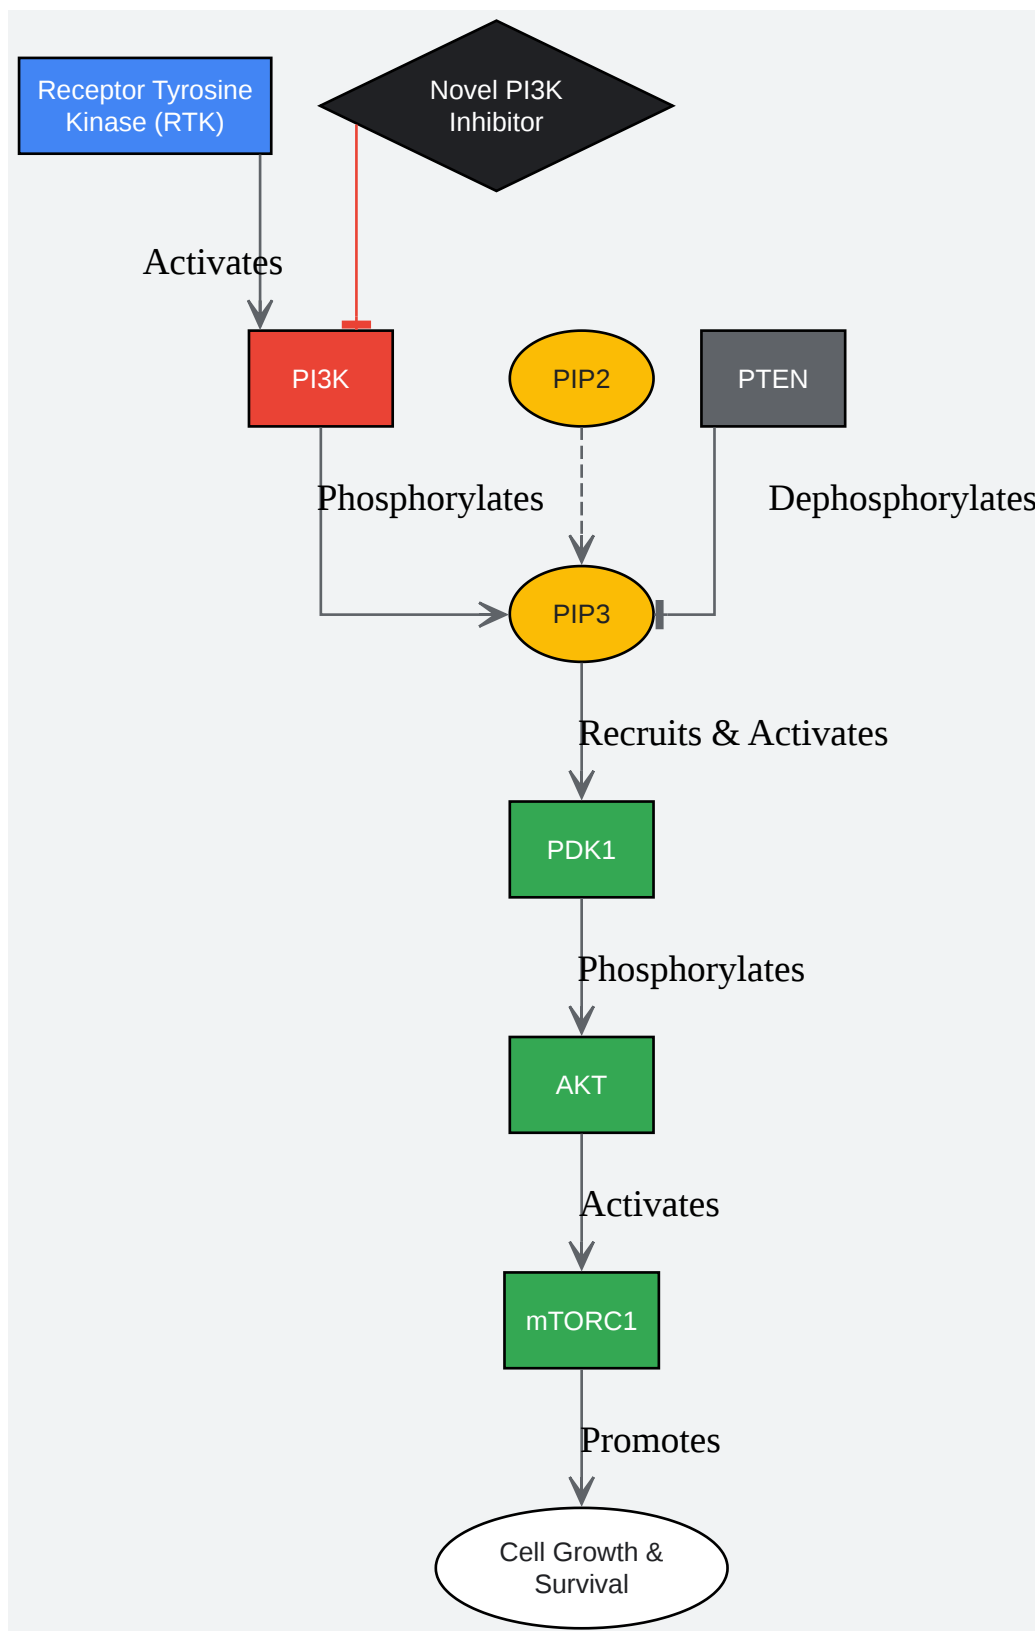 Receptor Tyrosine
Kinase (RTK)
Novel PI3K
Inhibitor
Activates
PI3K
PIP2
PTEN
Phosphorylates
Dephosphorylates
PIP3
Recruits & Activates
PDK1
Phosphorylates
AKT
Activates
mTORC1
Promotes
Cell Growth &
Survival